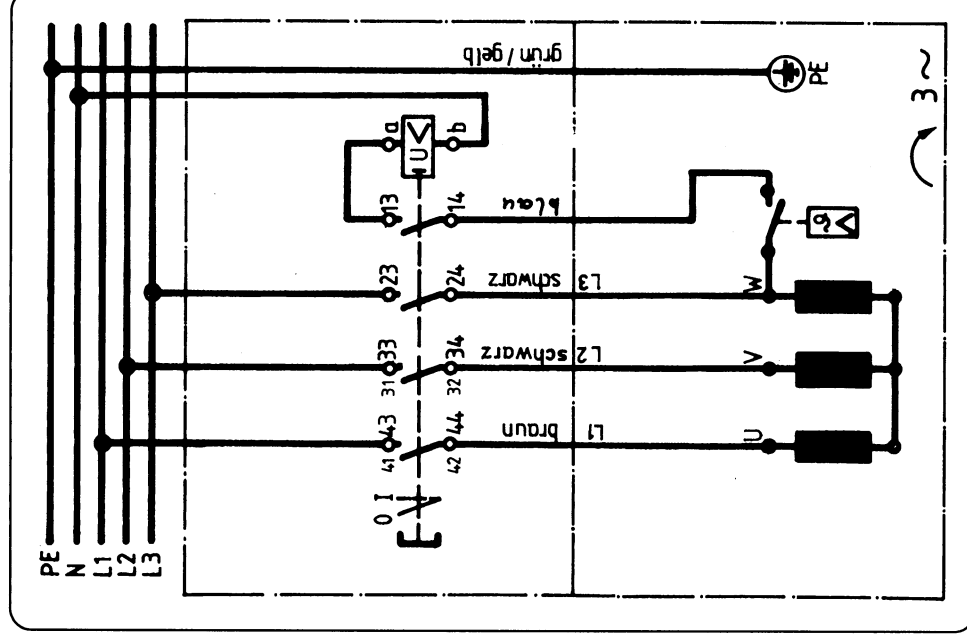 grün/gelb
PE
3 ~
a
U <
b
13
14
blau
23
24
L3 schwarz
W
ϑ >
33
31
34
32
L2 schwarz
V
43
41
44
42
L1 braun
U
0 I
PE
N
L1
L2
L3